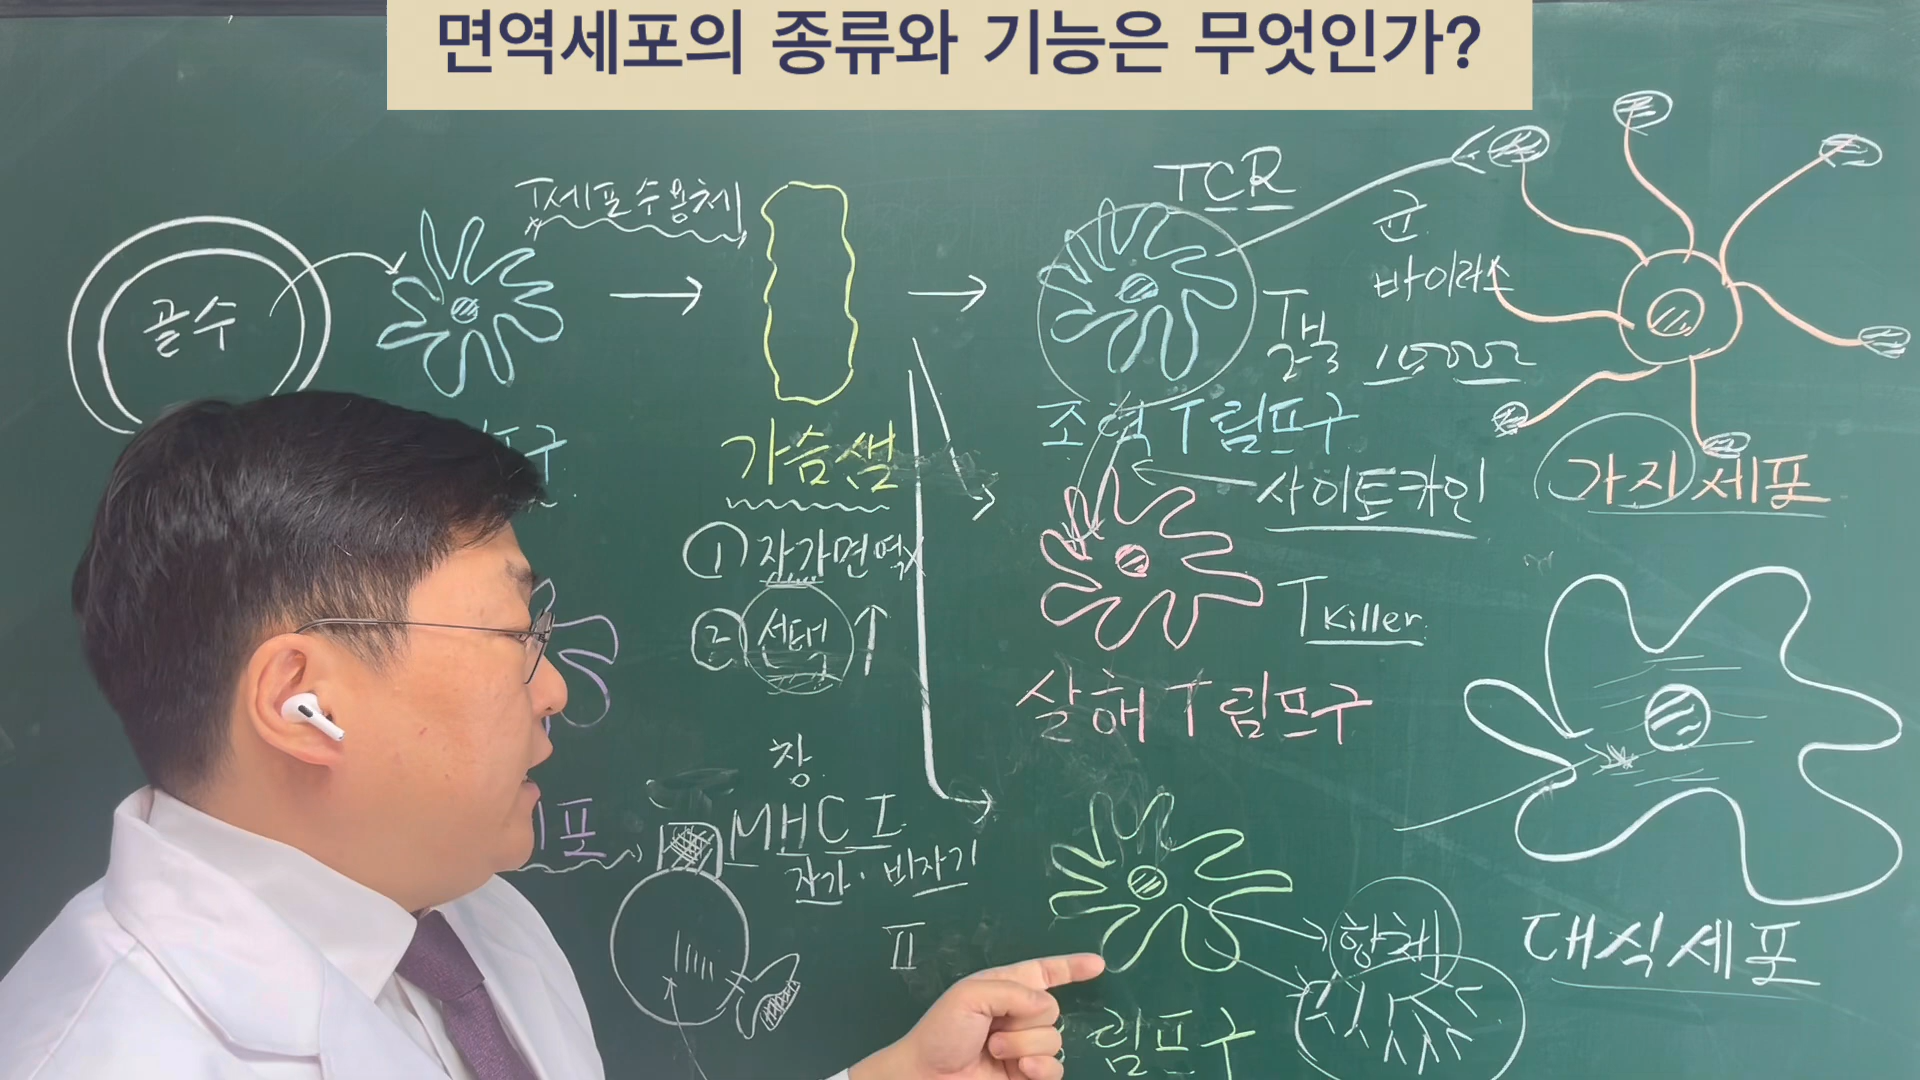 면역세포의 종류와 기능은 무엇인가?
T세포수용체
골수
가슴샘
① 자가면역x
② 선택 ↑
창
MHC I
자가·비자기
II
포
TCR
조력 T림프구
사이토카인
T Killer
살해 T림프구
림프구
항체
균
바이러스
가지세포
대식세포